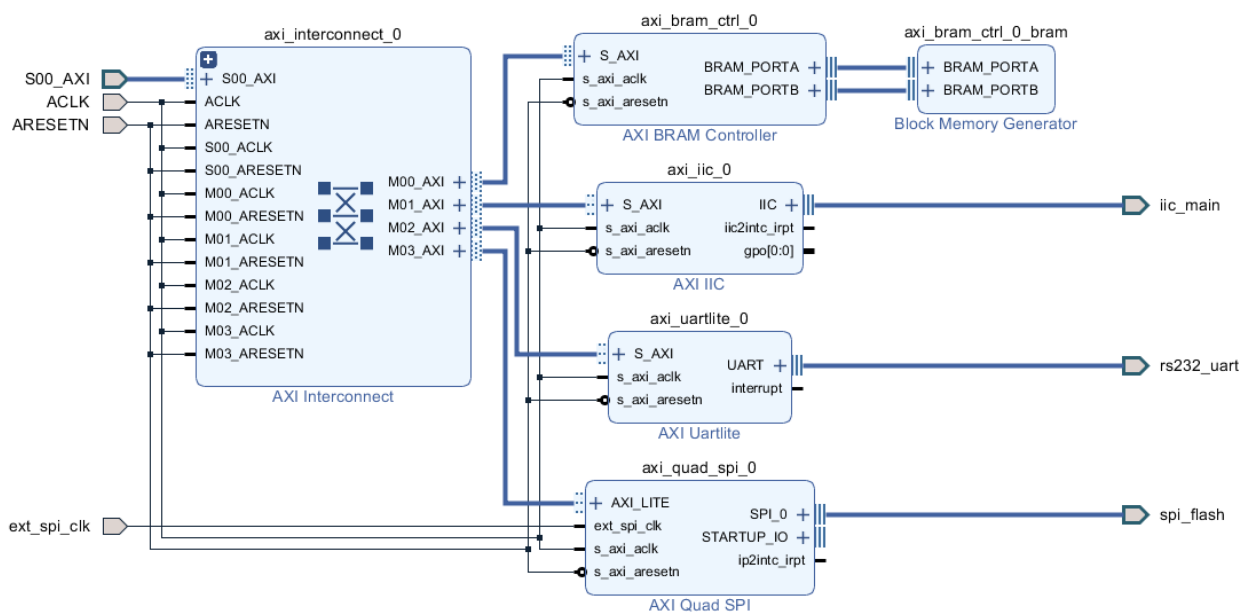 S00_AXI
ACLK
ARESETN
ext_spi_clk
axi_interconnect_0
S00_AXI
ACLK
ARESETN
S00_ACLK
S00_ARESETN
M00_ACLK
M00_ARESETN
M01_ACLK
M01_ARESETN
M02_ACLK
M02_ARESETN
M03_ACLK
M03_ARESETN
M00_AXI
M01_AXI
M02_AXI
M03_AXI
AXI Interconnect
axi_bram_ctrl_0
S_AXI
s_axi_aclk
s_axi_aresetn
BRAM_PORTA
BRAM_PORTB
AXI BRAM Controller
axi_bram_ctrl_0_bram
BRAM_PORTA
BRAM_PORTB
Block Memory Generator
axi_iic_0
S_AXI
s_axi_aclk
s_axi_aresetn
IIC
iic2intc_irpt
gpo[0:0]
AXI IIC
iic_main
axi_uartlite_0
S_AXI
s_axi_aclk
s_axi_aresetn
UART
interrupt
AXI Uartlite
rs232_uart
axi_quad_spi_0
AXI_LITE
ext_spi_clk
s_axi_aclk
s_axi_aresetn
SPI_0
STARTUP_IO
ip2intc_irpt
AXI Quad SPI
spi_flash